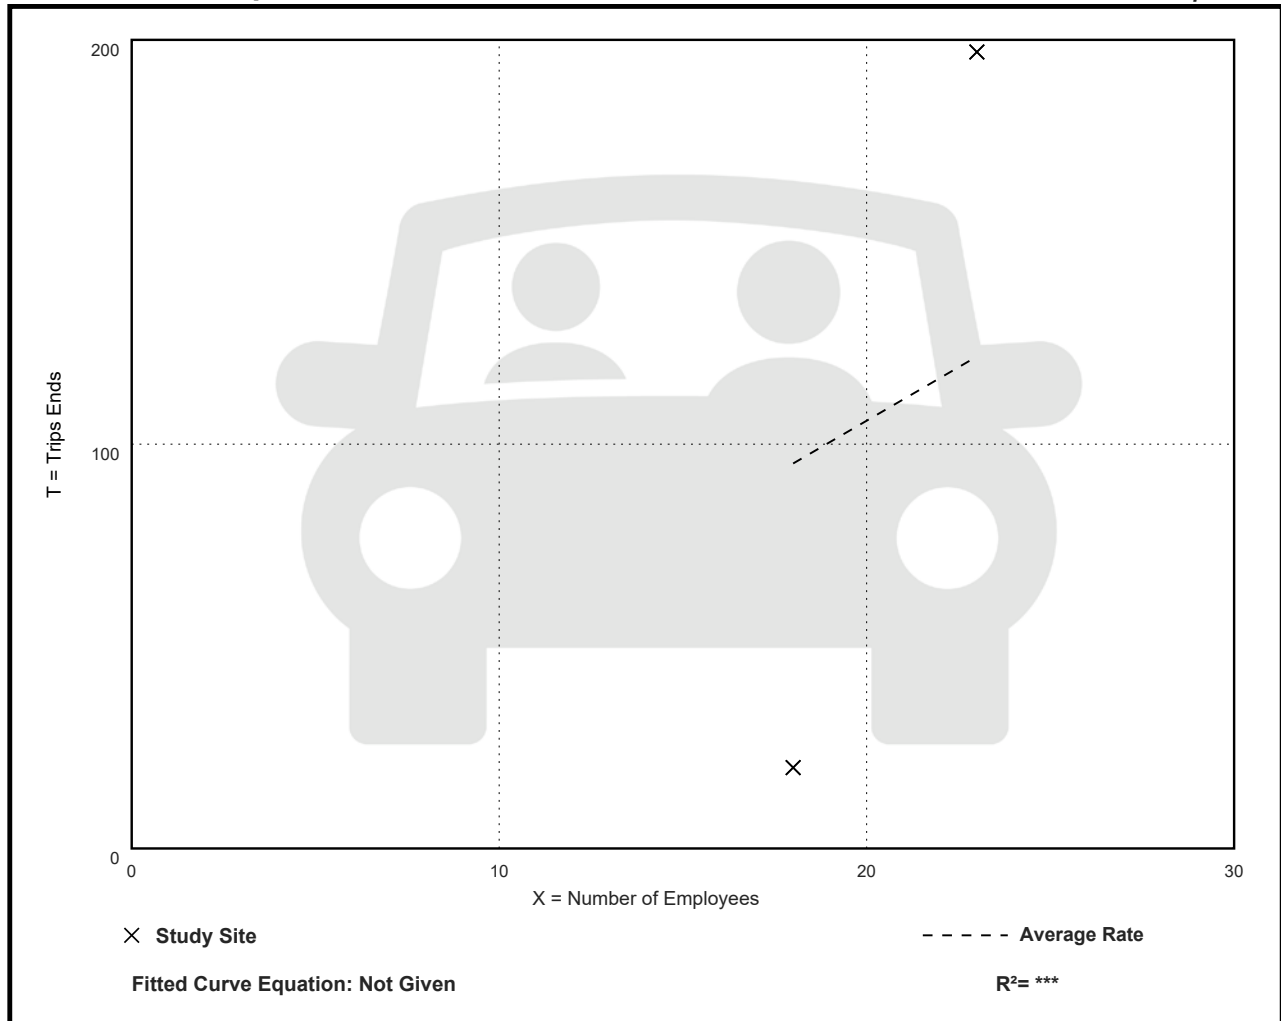 200
100
0
T = Trips Ends
0 10 20 30
X = Number of Employees
Study Site
Average Rate
Fitted Curve Equation: Not Given
R²= ***